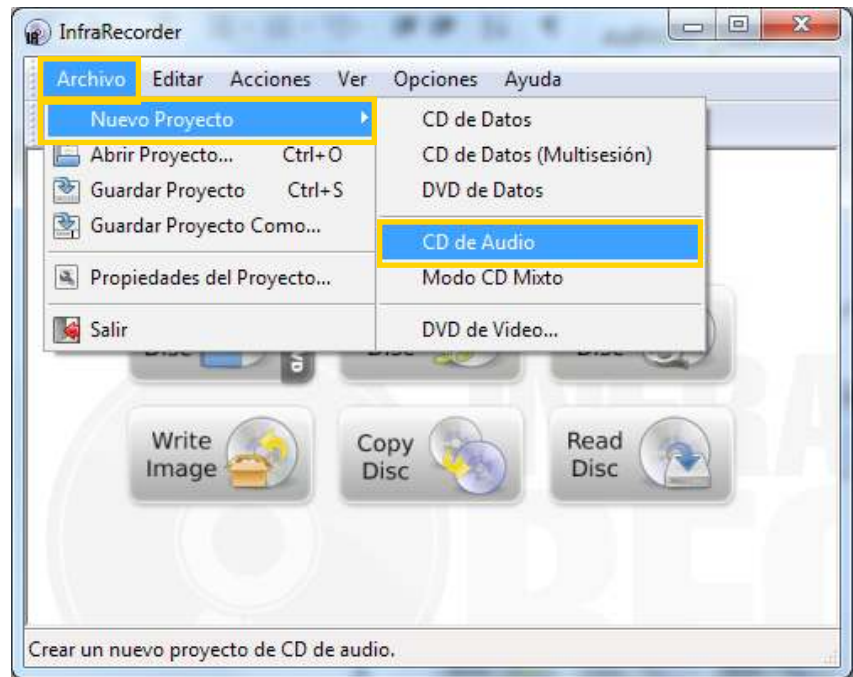 InfraRecorder
Archivo Editar Acciones Ver Opciones Ayuda
Nuevo Proyecto
Abrir Proyecto... Ctrl+O
Guardar Proyecto Ctrl+S
Guardar Proyecto Como...
Propiedades del Proyecto...
Salir
CD de Datos
CD de Datos (Multisesión)
DVD de Datos
CD de Audio
Modo CD Mixto
DVD de Video...
Write
Image
Copy
Disc
Read
Disc
Crear un nuevo proyecto de CD de audio.